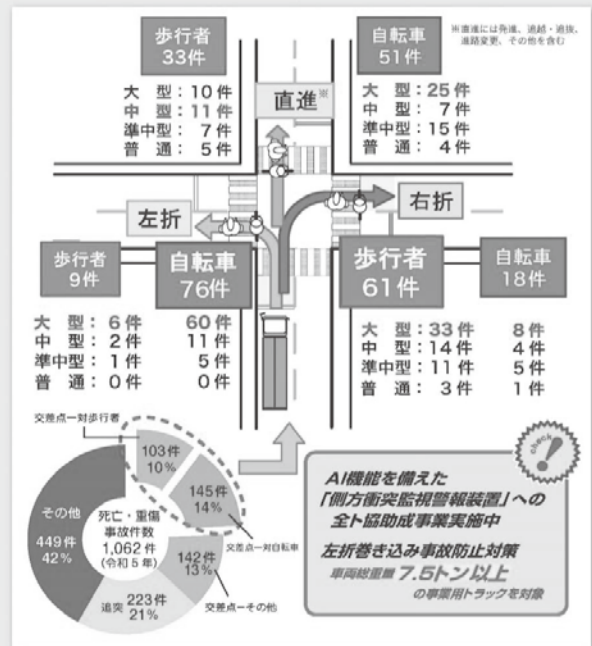 歩行者
33件
大 型：10件
中 型：11件
準中型：7件
普 通：5件
直進※
自転車
51件
大 型：25件
中 型：7件
準中型：15件
普 通：4件
※直進には発進、追越・追抜、
進路変更、その他を含む
左折
右折
歩行者
9件
自転車
76件
大 型：6件 60件
中 型：2件 11件
準中型：1件 5件
普 通：0件 0件
歩行者
61件
自転車
18件
大 型：33件 8件
中 型：14件 4件
準中型：11件 5件
普 通：3件 1件
交差点－対歩行者
103件
10%
145件
14%
交差点－対自転車
142件
13%
交差点－その他
追突 223件
21%
その他
449件
42%
死亡・重傷
事故件数
1,062件
(令和5年)
check
AI機能を備えた
「側方衝突監視警報装置」への
全ト協助成事業実施中
左折巻き込み事故防止対策
車両総重量 7.5トン以上
の事業用トラックを対象